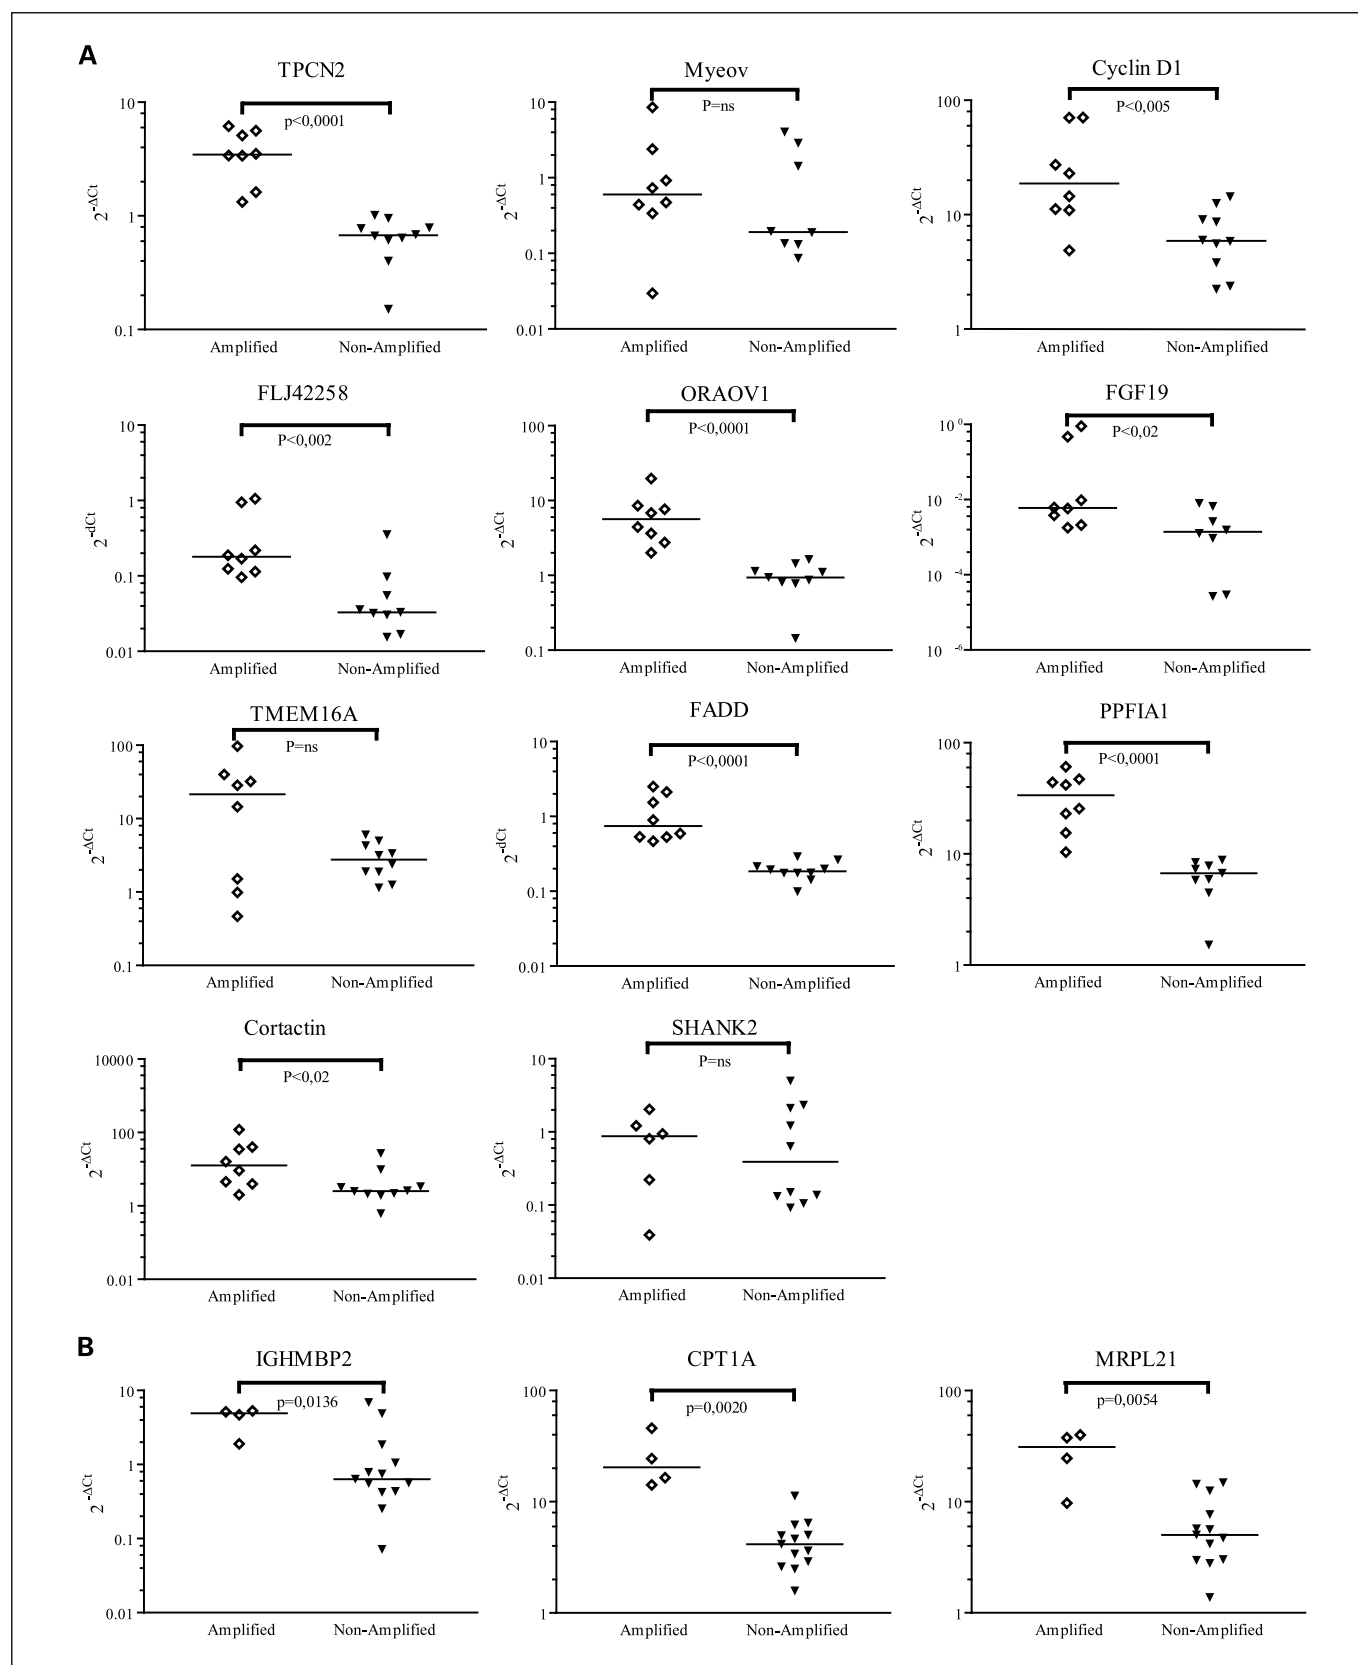 A
TPCN2
p<0,0001
2^-ΔCt
10
1
0.1
Amplified
Non-Amplified
Myeov
P=ns
2^-ΔCt
10
1
0.1
0.01
Amplified
Non-Amplified
Cyclin D1
P<0,005
2^-ΔCt
100
10
1
Amplified
Non-Amplified
FLJ42258
P<0,002
2^-dCt
10
1
0.1
0.01
Amplified
Non-Amplified
ORAOV1
P<0,0001
2^-ΔCt
100
10
1
0.1
Amplified
Non-Amplified
FGF19
P<0,02
2^-ΔCt
10^0
10^-2
10^-4
10^-6
Amplified
Non-Amplified
TMEM16A
P=ns
2^-ΔCt
100
10
1
0.1
Amplified
Non-Amplified
FADD
P<0,0001
2^-dCt
10
1
0.1
0.01
Amplified
Non-Amplified
PPFIA1
P<0,0001
2^-ΔCt
100
10
1
Amplified
Non-Amplified
Cortactin
P<0,02
2^-ΔCt
10000
100
1
0.01
Amplified
Non-Amplified
SHANK2
P=ns
2^-ΔCt
10
1
0.1
0.01
Amplified
Non-Amplified
B
IGHMBP2
p=0,0136
2^-ΔCt
10
1
0.1
0.01
Amplified
Non-Amplified
CPT1A
p=0,0020
2^-ΔCt
100
10
1
Amplified
Non-Amplified
MRPL21
p=0,0054
2^-ΔCt
100
10
1
Amplified
Non-Amplified